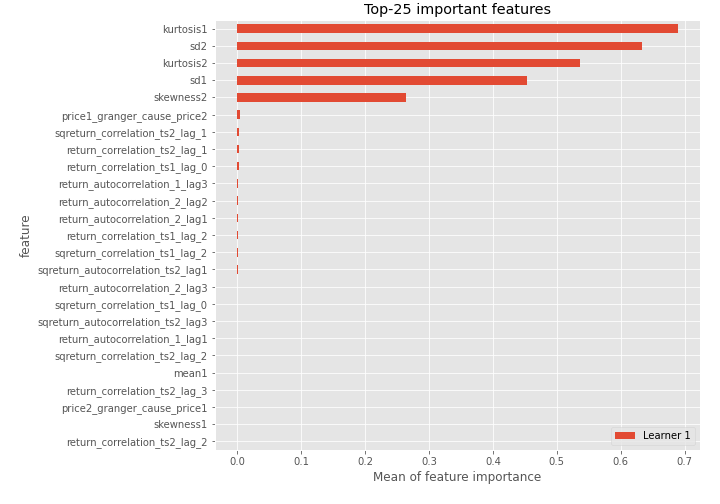 Top-25 important features
kurtosis1
sd2
kurtosis2
sd1
skewness2
price1_granger_cause_price2
sqreturn_correlation_ts2_lag_1
return_correlation_ts2_lag_1
return_correlation_ts1_lag_0
return_autocorrelation_1_lag3
return_autocorrelation_2_lag2
return_autocorrelation_2_lag1
return_correlation_ts1_lag_2
sqreturn_correlation_ts1_lag_2
sqreturn_autocorrelation_ts2_lag1
return_autocorrelation_2_lag3
sqreturn_correlation_ts1_lag_0
sqreturn_autocorrelation_ts2_lag3
return_autocorrelation_1_lag1
sqreturn_correlation_ts2_lag_2
mean1
return_correlation_ts2_lag_3
price2_granger_cause_price1
skewness1
return_correlation_ts2_lag_2
feature
Learner 1
0.0 0.1 0.2 0.3 0.4 0.5 0.6 0.7
Mean of feature importance